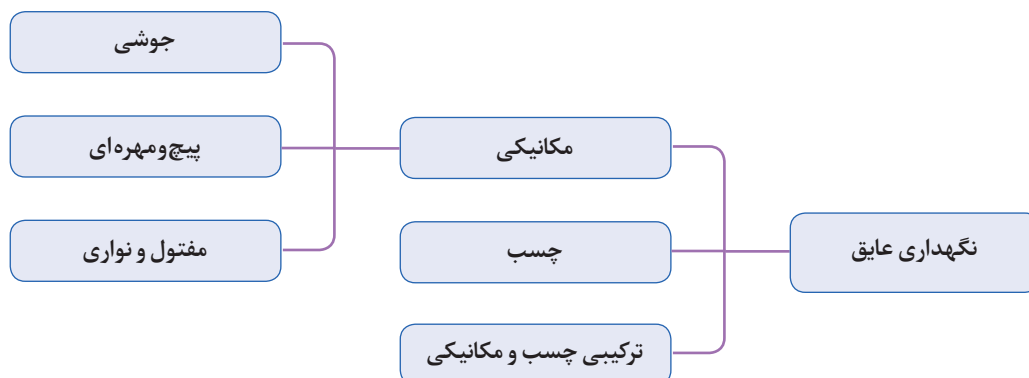 نگهداری عایق
مکانیکی
چسب
ترکیبی چسب و مکانیکی
جوشی
پیچ‌ومهره‌ای
مفتول و نواری